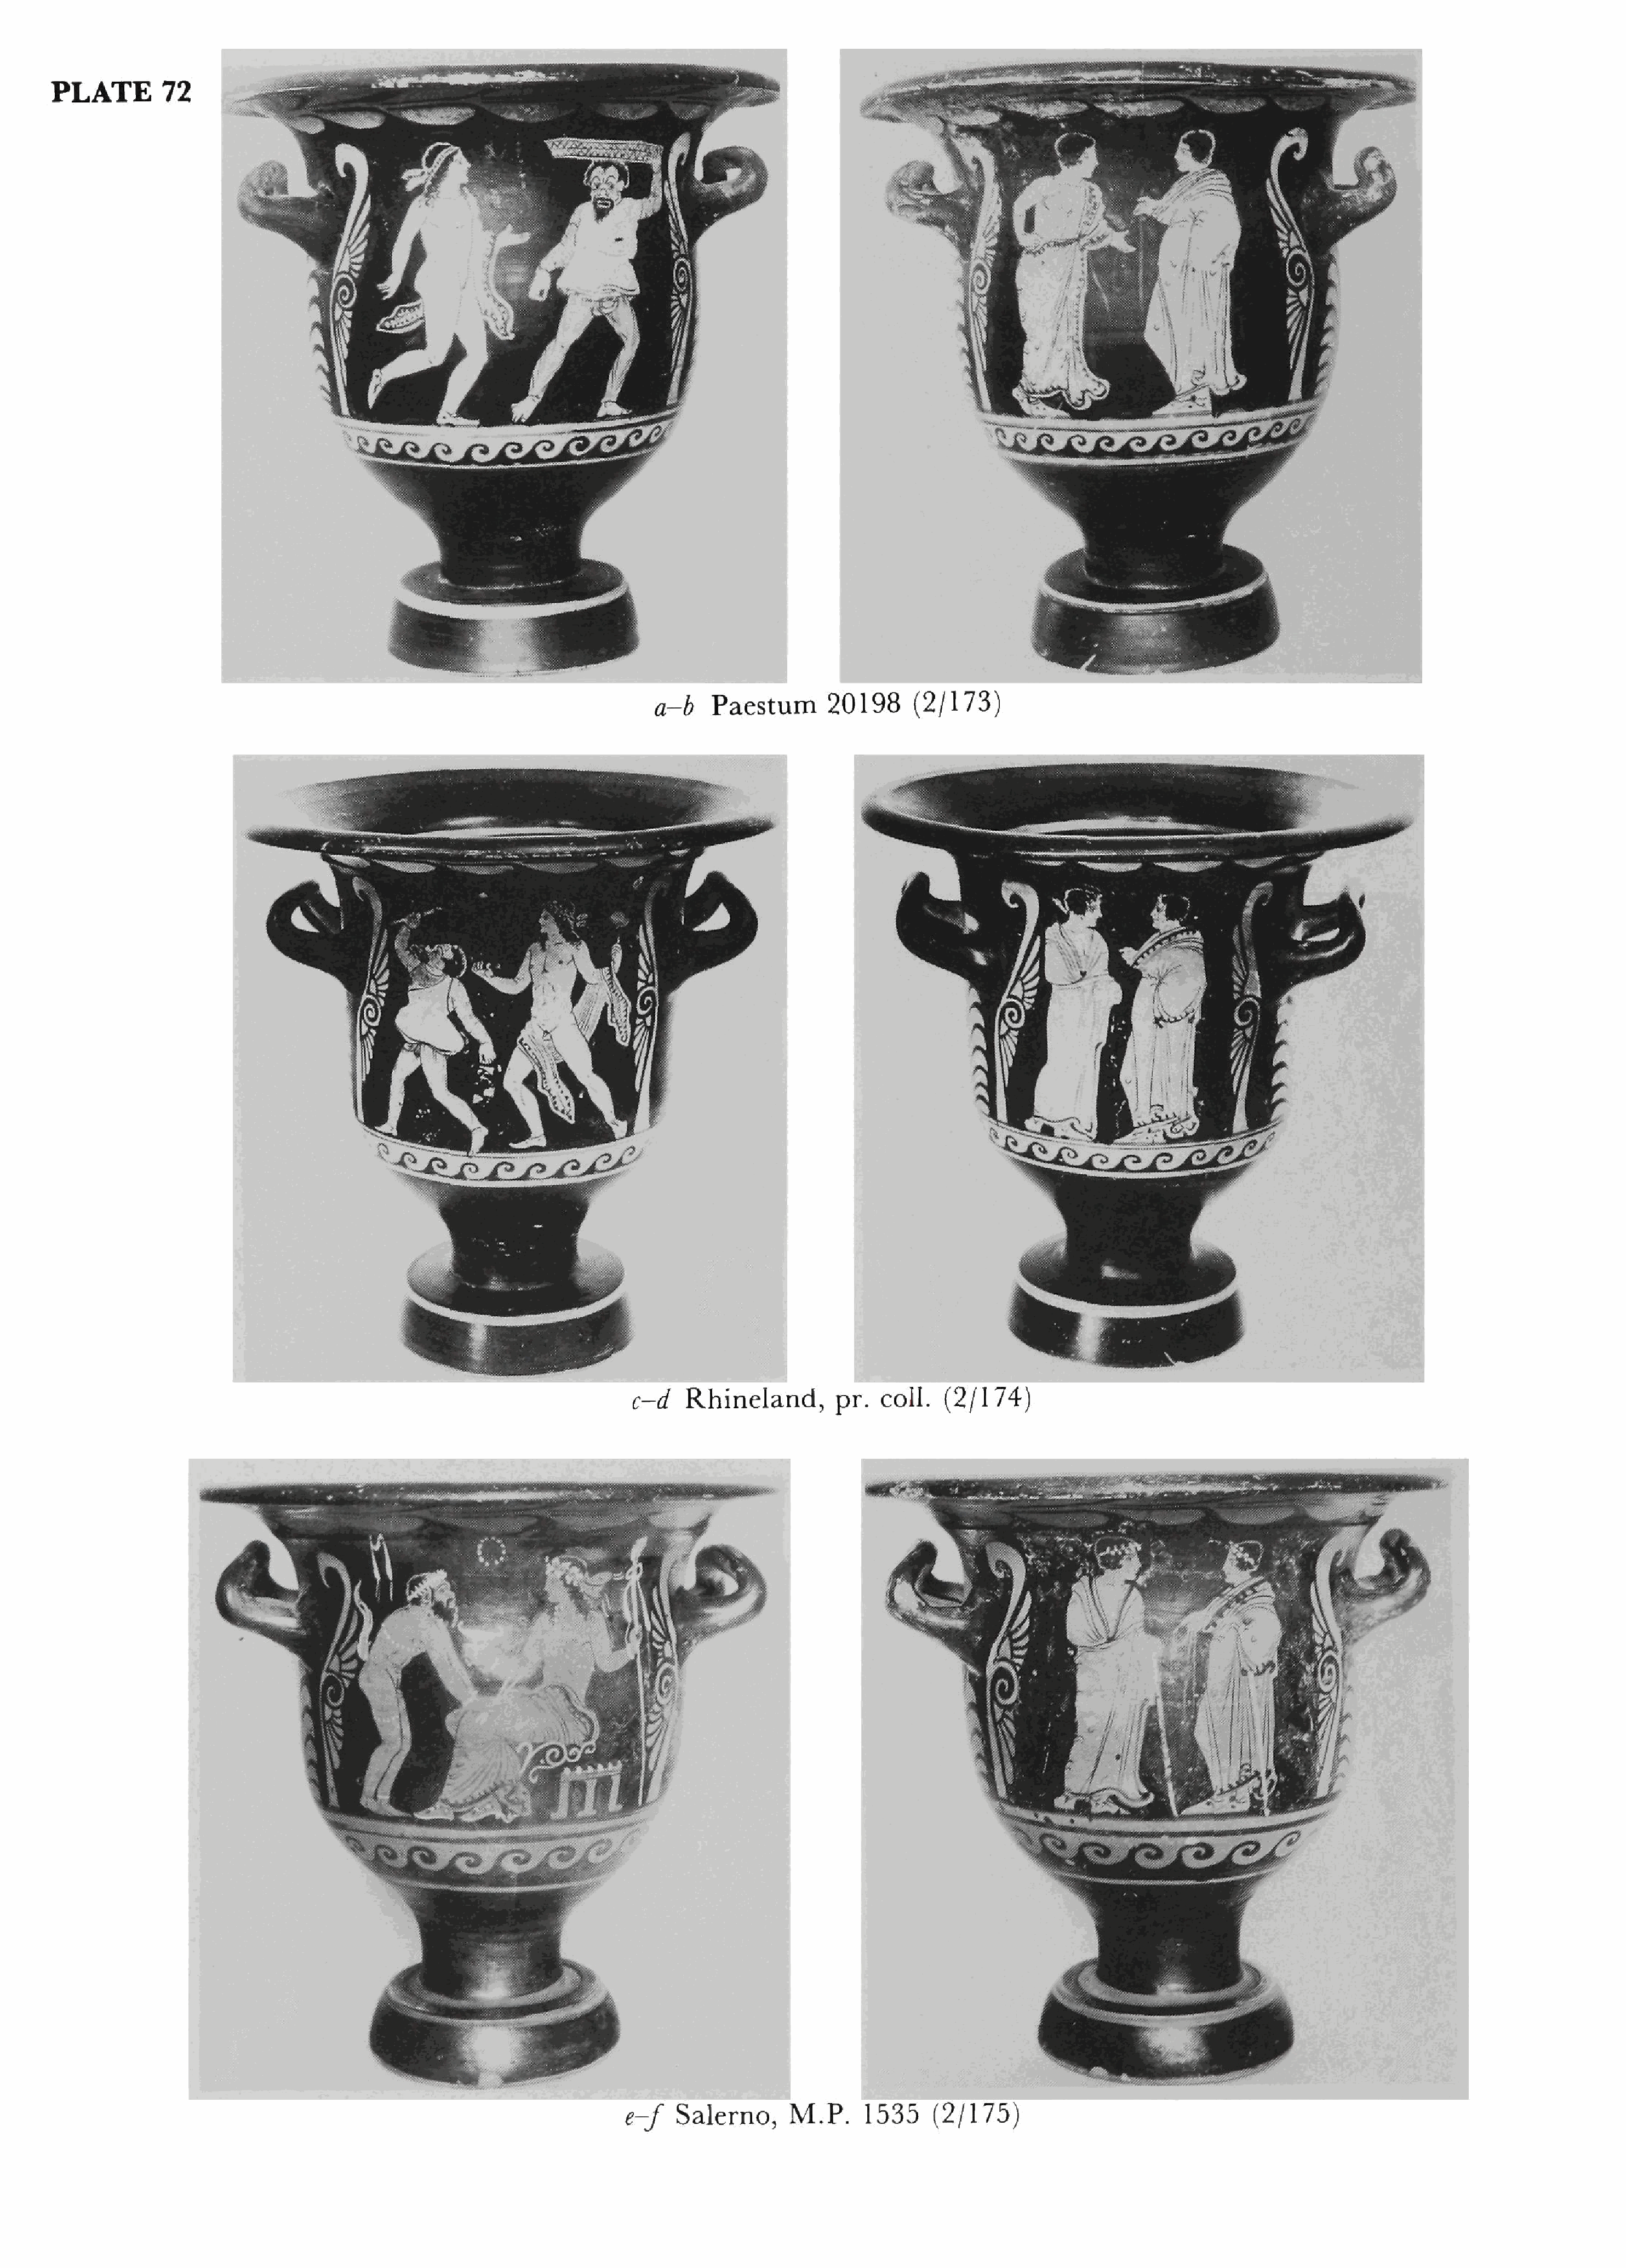 PLATE 72
a–b Paestum 20198 (2/173)
c–d Rhineland, pr. coll. (2/174)
e–f Salerno, M.P. 1535 (2/175)